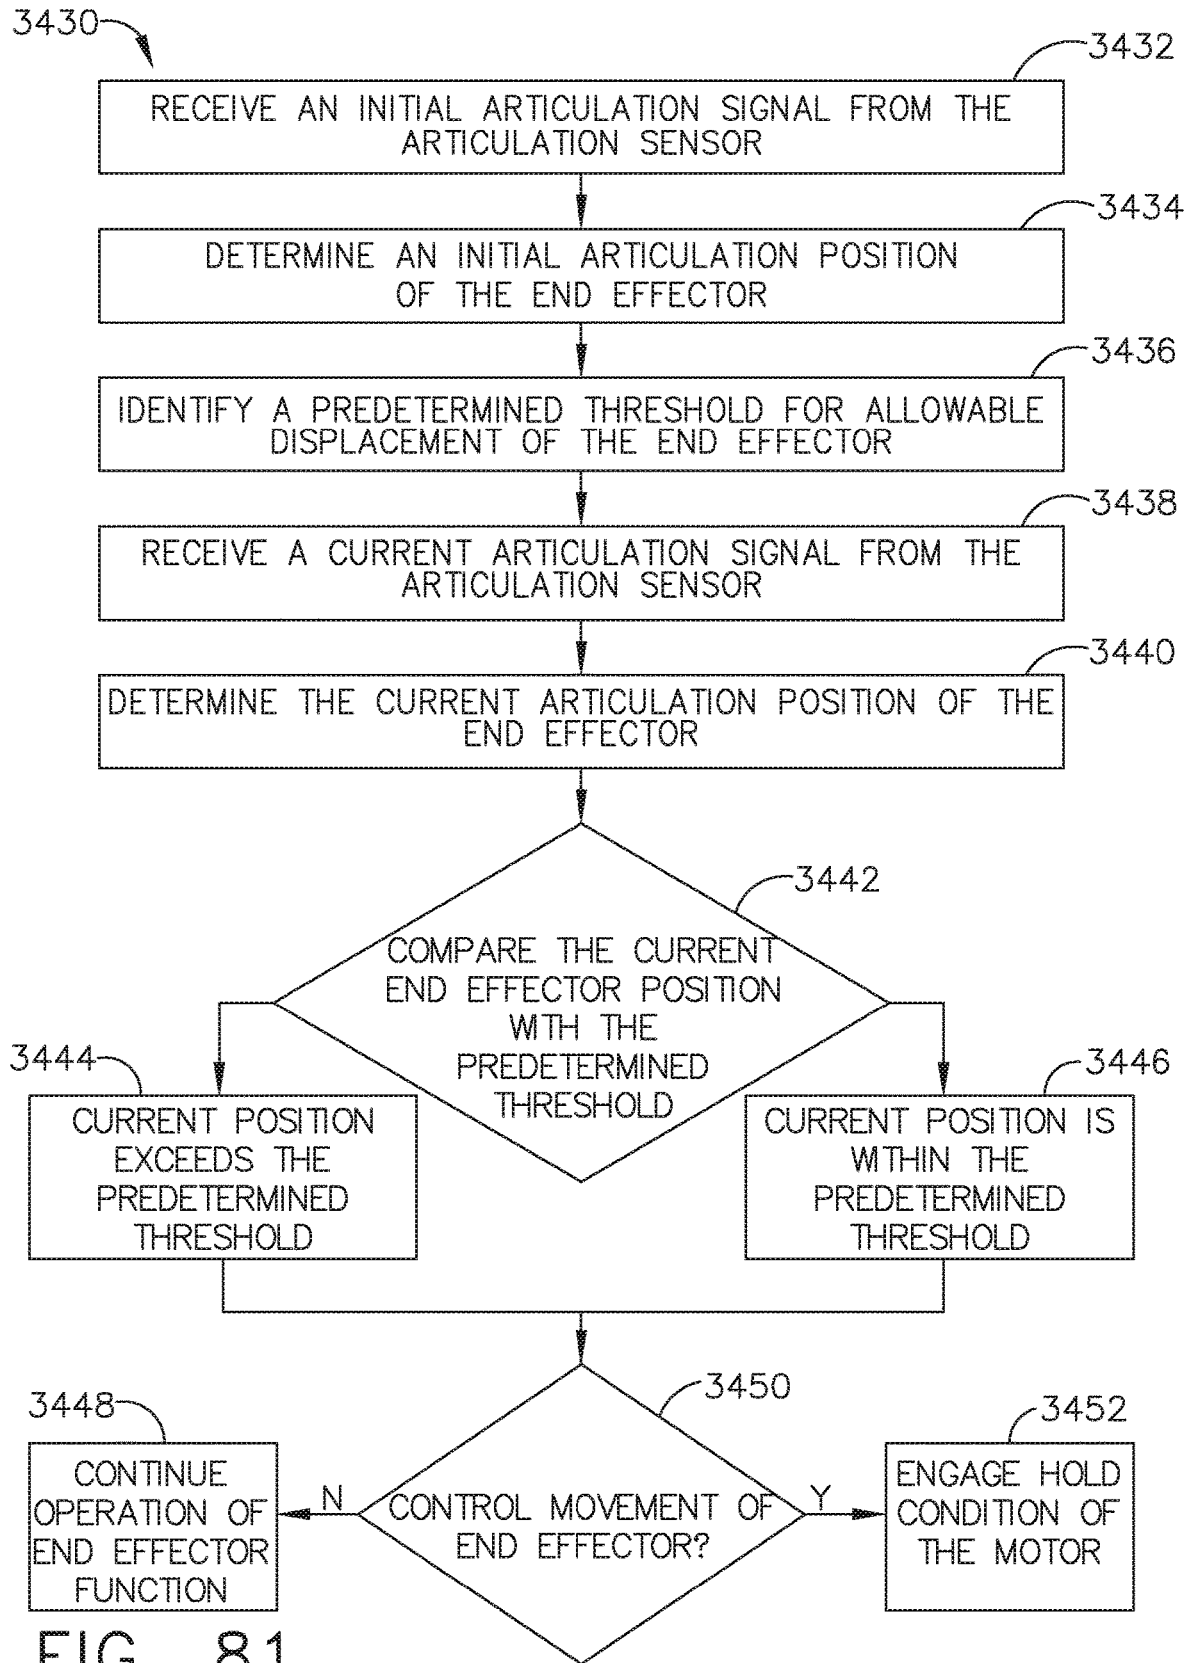 3430
3432
RECEIVE AN INITIAL ARTICULATION SIGNAL FROM THE
ARTICULATION SENSOR
3434
DETERMINE AN INITIAL ARTICULATION POSITION
OF THE END EFFECTOR
3436
IDENTIFY A PREDETERMINED THRESHOLD FOR ALLOWABLE
DISPLACEMENT OF THE END EFFECTOR
3438
RECEIVE A CURRENT ARTICULATION SIGNAL FROM THE
ARTICULATION SENSOR
3440
DETERMINE THE CURRENT ARTICULATION POSITION OF THE
END EFFECTOR
3442
COMPARE THE CURRENT
END EFFECTOR POSITION
WITH THE
PREDETERMINED
THRESHOLD
3444
CURRENT POSITION
EXCEEDS THE
PREDETERMINED
THRESHOLD
3446
CURRENT POSITION IS
WITHIN THE
PREDETERMINED
THRESHOLD
3450
CONTROL MOVEMENT OF
END EFFECTOR?
N
Y
3448
CONTINUE
OPERATION OF
END EFFECTOR
FUNCTION
3452
ENGAGE HOLD
CONDITION OF
THE MOTOR
FIG. 81